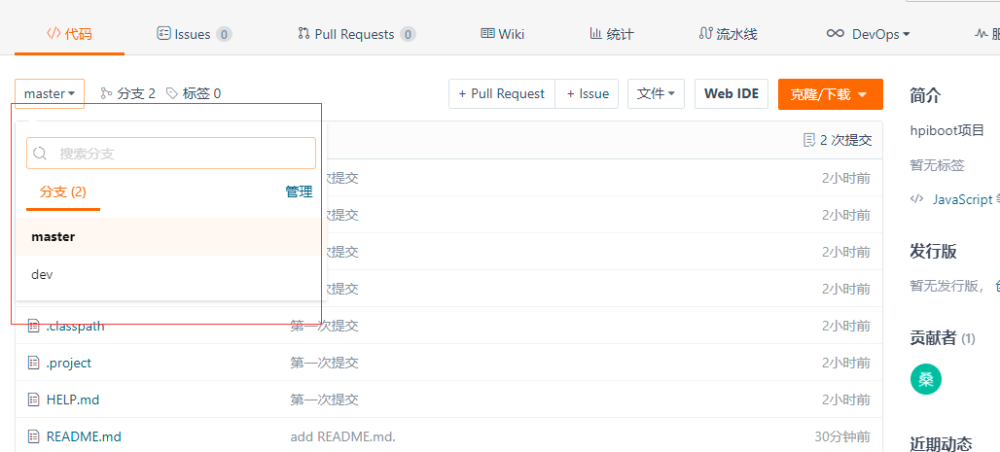 代码 Issues 0 Pull Requests 0 Wiki 统计 流水线 DevOps
master 分支 2 标签 0 + Pull Request + Issue 文件 Web IDE 克隆/下载
简介
2 次提交
hpiboot项目
搜索分支
次提交 2小时前
暂无标签
分支 (2) 管理
次提交 2小时前
JavaScript
master
次提交 2小时前
发行版
dev
次提交 2小时前
暂无发行版，
.classpath 第一次提交 2小时前
贡献者 (1)
.project 第一次提交 2小时前
桑
HELP.md 第一次提交 2小时前
README.md add README.md. 30分钟前
近期动态